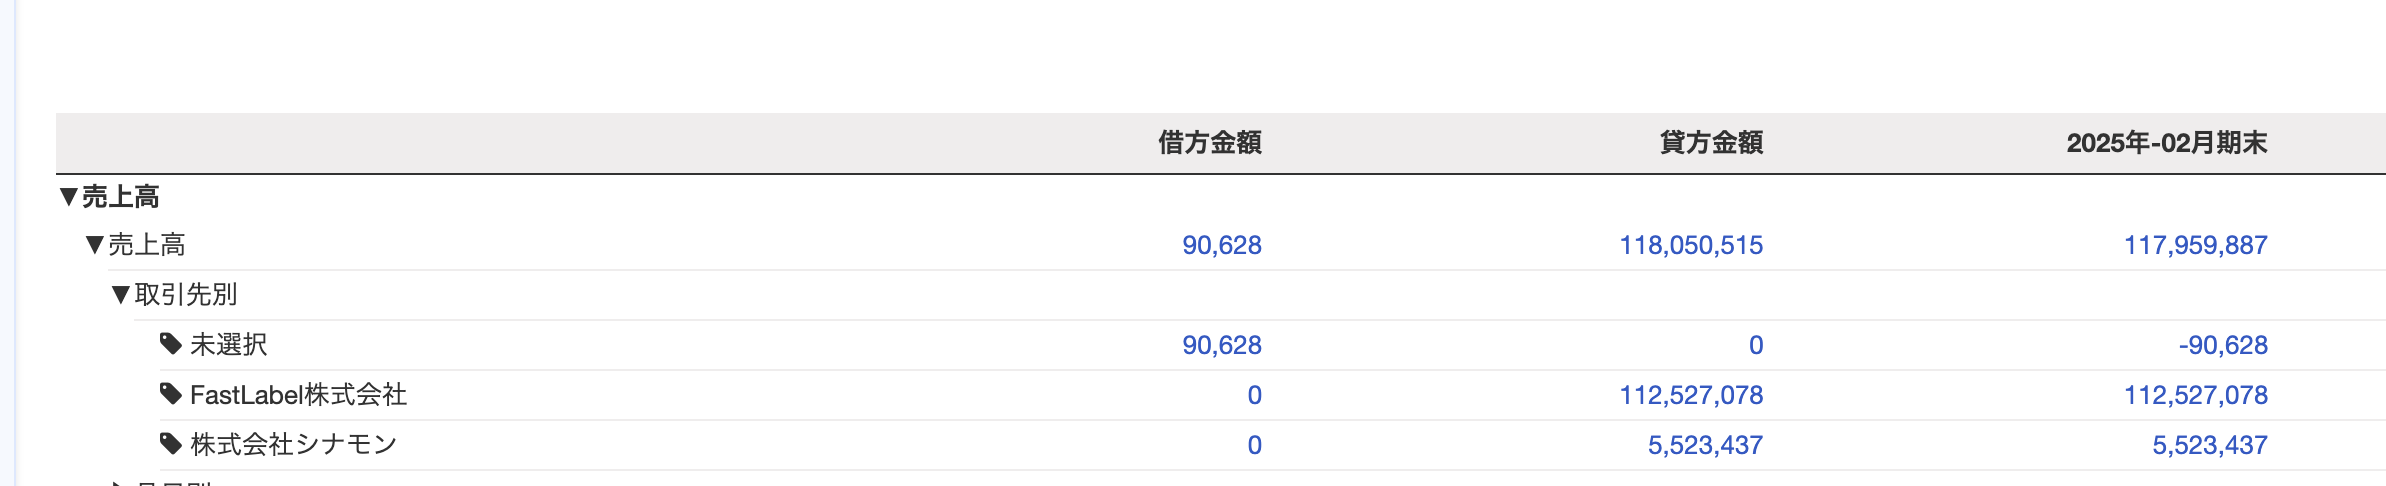 借方金額 貸方金額 2025年-02月期末
▼売上高
▼売上高 90,628 118,050,515 117,959,887
▼取引先別
未選択 90,628 0 -90,628
FastLabel株式会社 0 112,527,078 112,527,078
株式会社シナモン 0 5,523,437 5,523,437